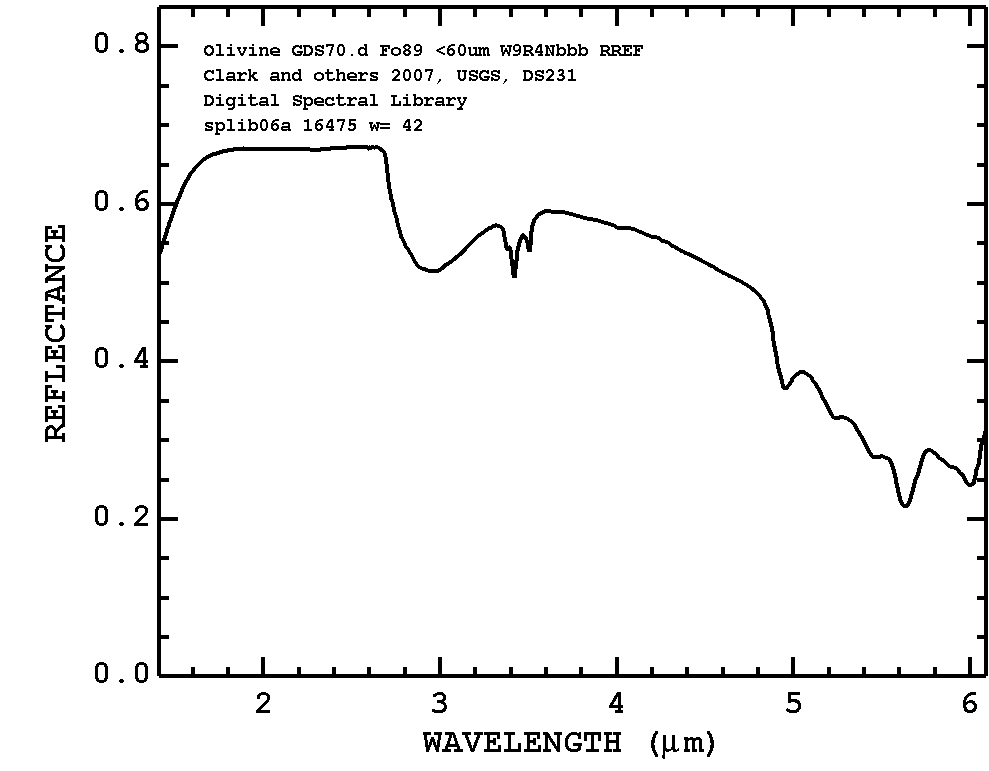 Olivine GDS70.d Fo89 <60um W9R4Nbbb RREF
Clark and others 2007, USGS, DS231
Digital Spectral Library
splib06a 16475 w= 42
0.8
0.6
0.4
0.2
0.0
REFLECTANCE
2 3 4 5 6
WAVELENGTH (μm)